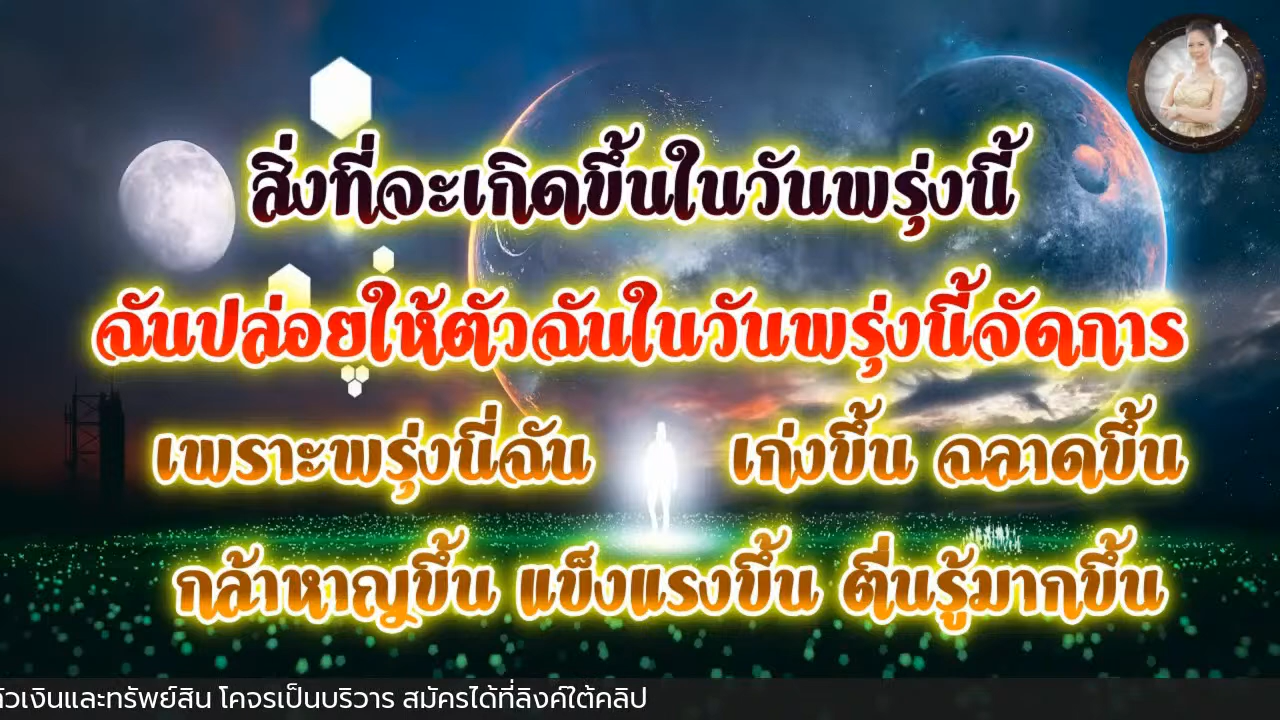 สิ่งที่จะเกิดขึ้นในวันพรุ่งนี้
ฉันปล่อยให้ตัวฉันในวันพรุ่งนี้จัดการ
เพราะพรุ่งนี่ฉัน เก่งขึ้น ฉลาดขึ้น
กล้าหาญขึ้น แข็งแรงขึ้น ตื่นรู้มากขึ้น
เงินและทรัพย์สิน โคจรเป็นบริวาร สมัครได้ที่ลิงค์ใต้คลิป